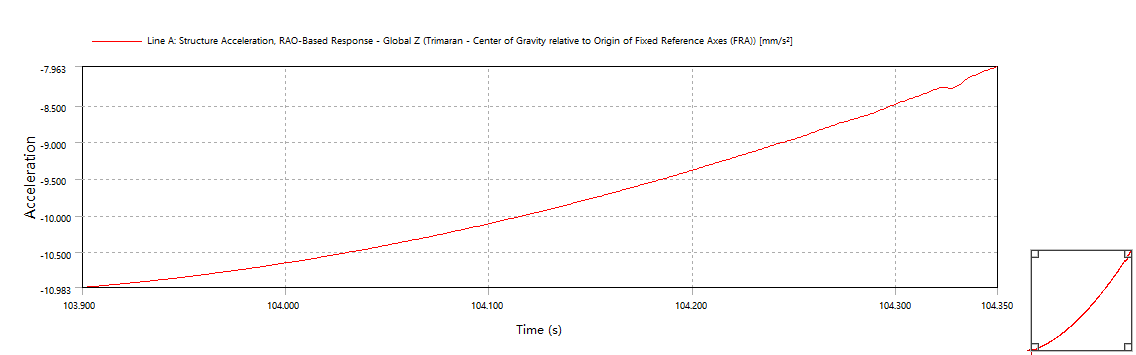 Line A: Structure Acceleration, RAO-Based Response - Global Z (Trimaran - Center of Gravity relative to Origin of Fixed Reference Axes (FRA)) [mm/s²]
-7.963
-8.500
-9.000
-9.500
-10.000
-10.500
-10.983
Acceleration
103.900 104.000 104.100 104.200 104.300 104.350
Time (s)